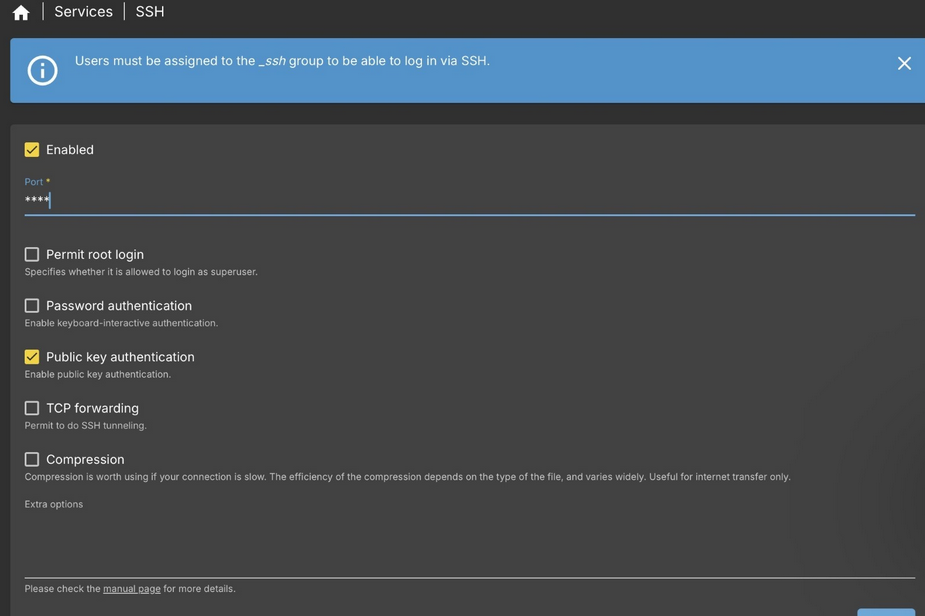 Services | SSH
Users must be assigned to the _ssh group to be able to log in via SSH.
Enabled
Port *
****
Permit root login
Specifies whether it is allowed to login as superuser.
Password authentication
Enable keyboard-interactive authentication.
Public key authentication
Enable public key authentication.
TCP forwarding
Permit to do SSH tunneling.
Compression
Compression is worth using if your connection is slow. The efficiency of the compression depends on the type of the file, and varies widely. Useful for internet transfer only.
Extra options
Please check the manual page for more details.